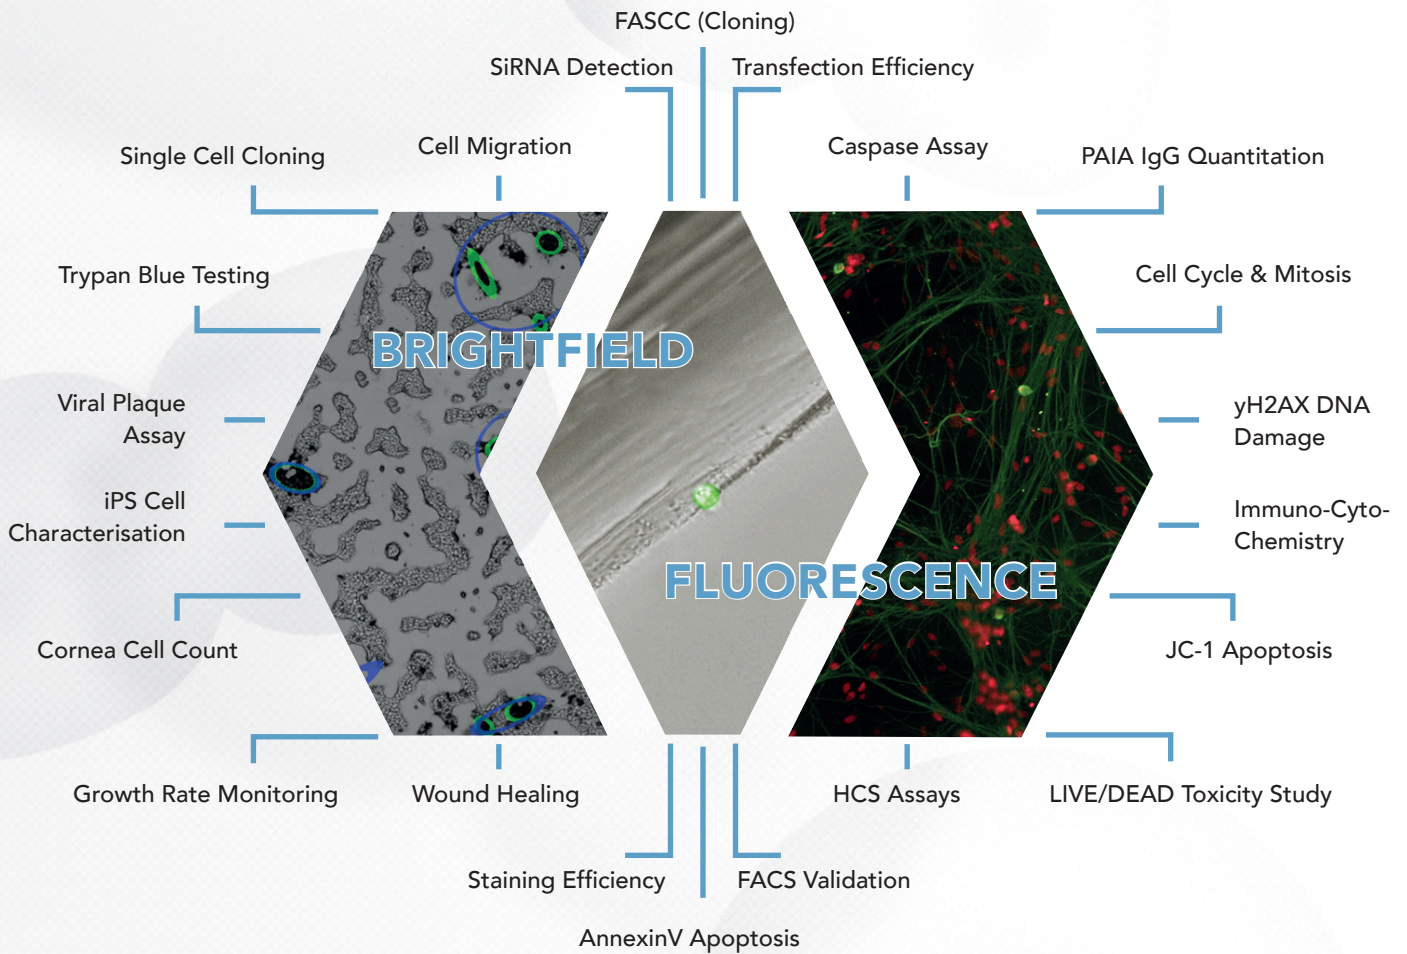 FASCC (Cloning)
SiRNA Detection
Transfection Efficiency
Cell Migration
Caspase Assay
Single Cell Cloning
PAIA IgG Quantitation
Trypan Blue Testing
Cell Cycle & Mitosis
BRIGHTFIELD
Viral Plaque
Assay
yH2AX DNA
Damage
iPS Cell
Characterisation
Immuno-Cyto-
Chemistry
FLUORESCENCE
Cornea Cell Count
JC-1 Apoptosis
Growth Rate Monitoring
Wound Healing
HCS Assays
LIVE/DEAD Toxicity Study
Staining Efficiency
FACS Validation
AnnexinV Apoptosis